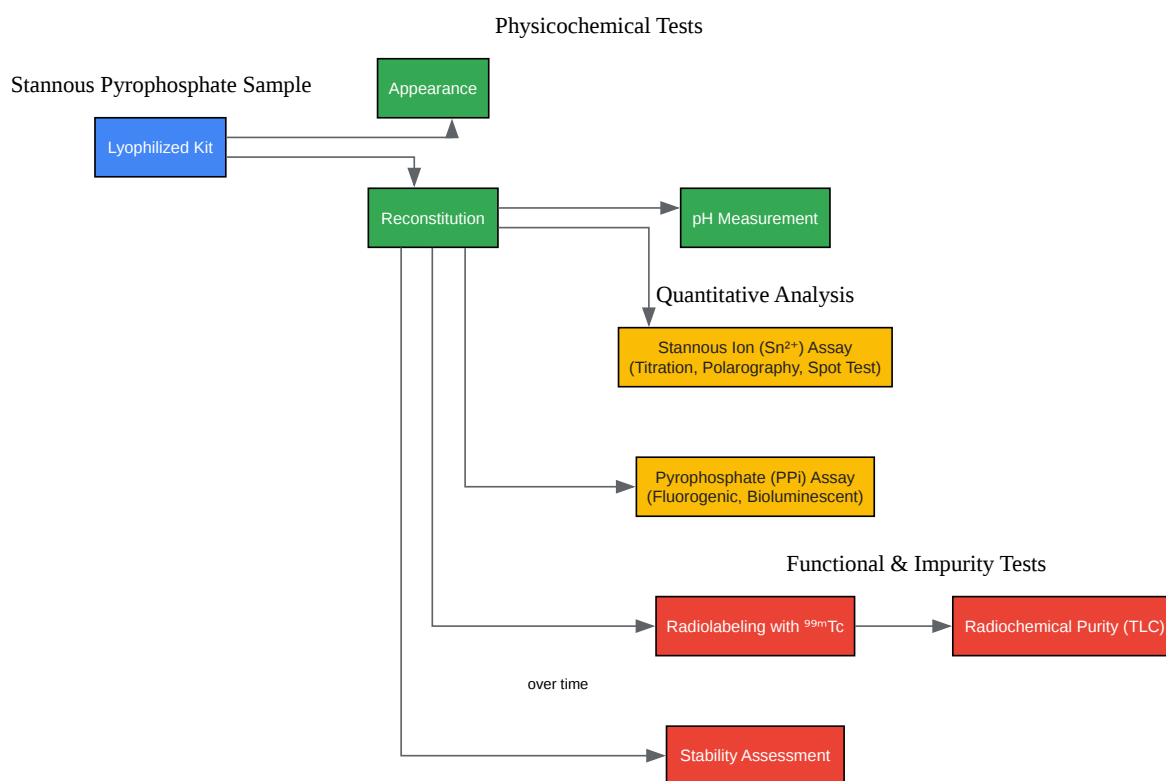 Physicochemical Tests
Stannous Pyrophosphate Sample
Appearance
Lyophilized Kit
Reconstitution
pH Measurement
Quantitative Analysis
Stannous Ion (Sn²⁺) Assay
(Titration, Polarography, Spot Test)
Pyrophosphate (PPi) Assay
(Fluorogenic, Bioluminescent)
Functional & Impurity Tests
Radiolabeling with ⁹⁹ᵐTc
Radiochemical Purity (TLC)
over time
Stability Assessment